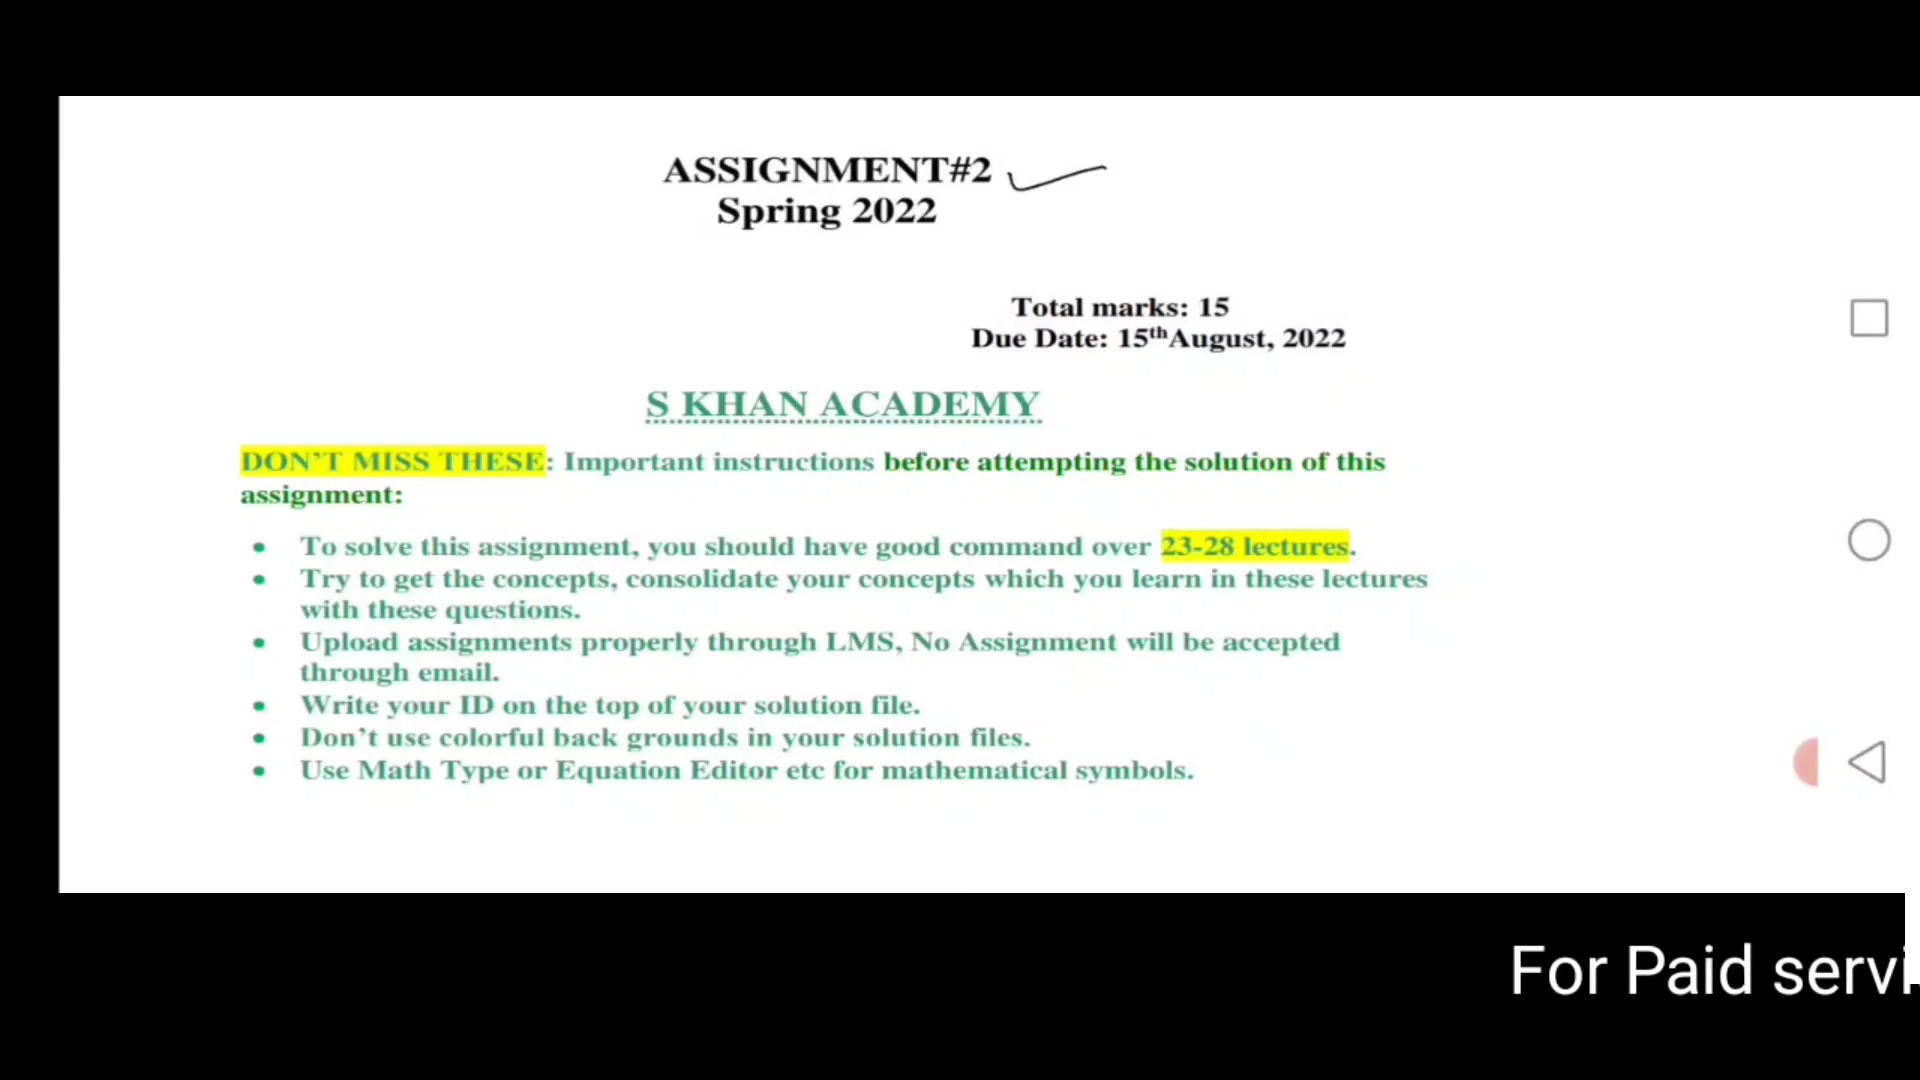 ASSIGNMENT#2
Spring 2022
Total marks: 15
Due Date: 15thAugust, 2022
S KHAN ACADEMY
DON'T MISS THESE: Important instructions before attempting the solution of this
assignment:
• To solve this assignment, you should have good command over 23-28 lectures.
• Try to get the concepts, consolidate your concepts which you learn in these lectures
with these questions.
• Upload assignments properly through LMS, No Assignment will be accepted
through email.
• Write your ID on the top of your solution file.
• Don't use colorful back grounds in your solution files.
• Use Math Type or Equation Editor etc for mathematical symbols.
For Paid servi